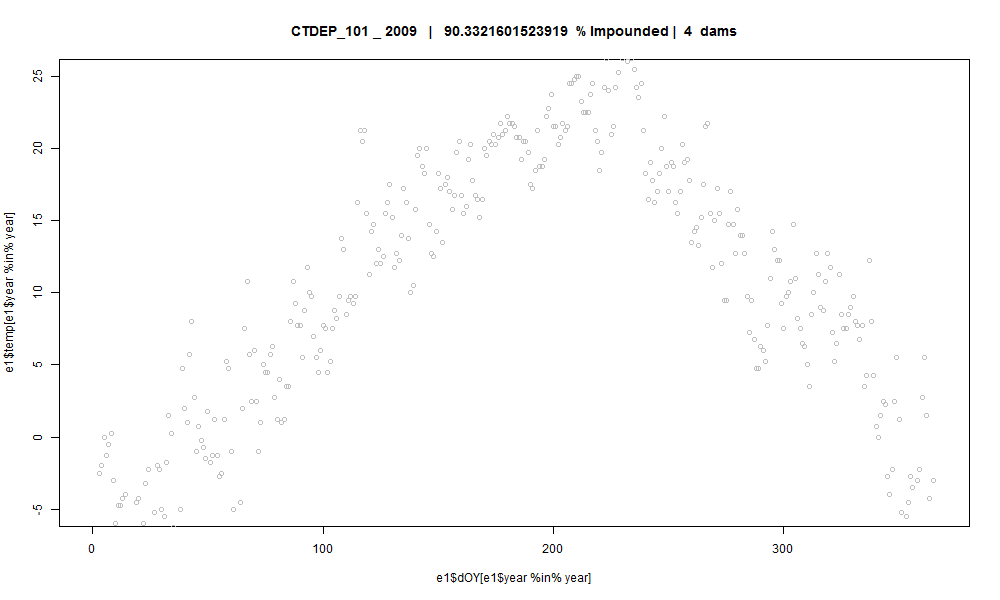 CTDEP_101 _ 2009 | 90.3321601523919 % Impounded | 4 dams
e1$temp[e1$year %in% year]
25
20
15
10
5
0
-5
0 100 200 300
e1$dOY[e1$year %in% year]